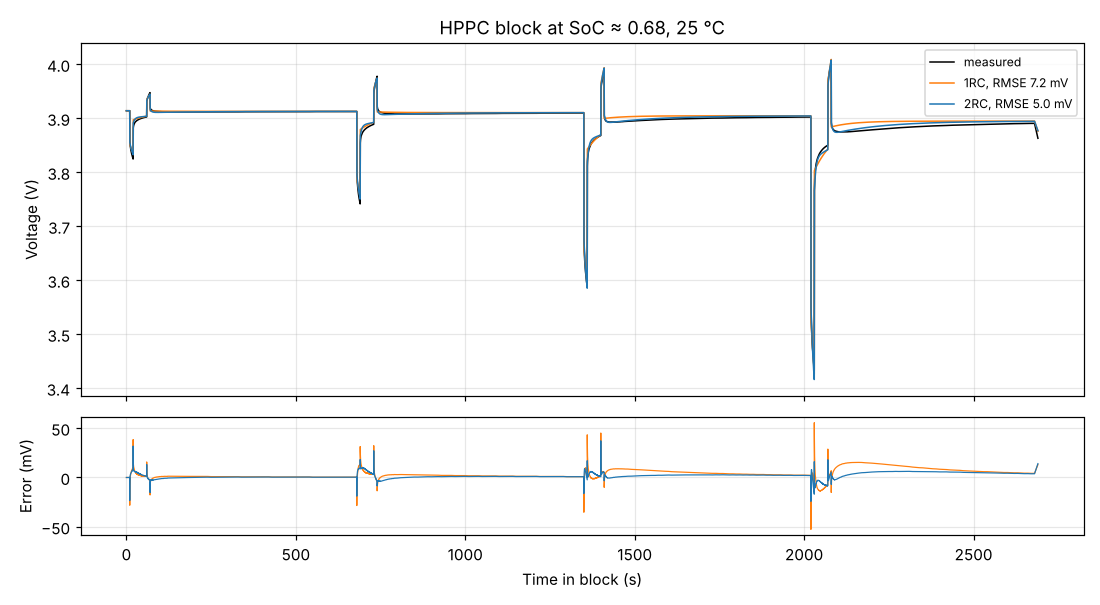 HPPC block at SoC ≈ 0.68, 25 °C
measured
1RC, RMSE 7.2 mV
2RC, RMSE 5.0 mV
Voltage (V)
4.0
3.9
3.8
3.7
3.6
3.5
3.4
Error (mV)
50
0
−50
0
500
1000
1500
2000
2500
Time in block (s)